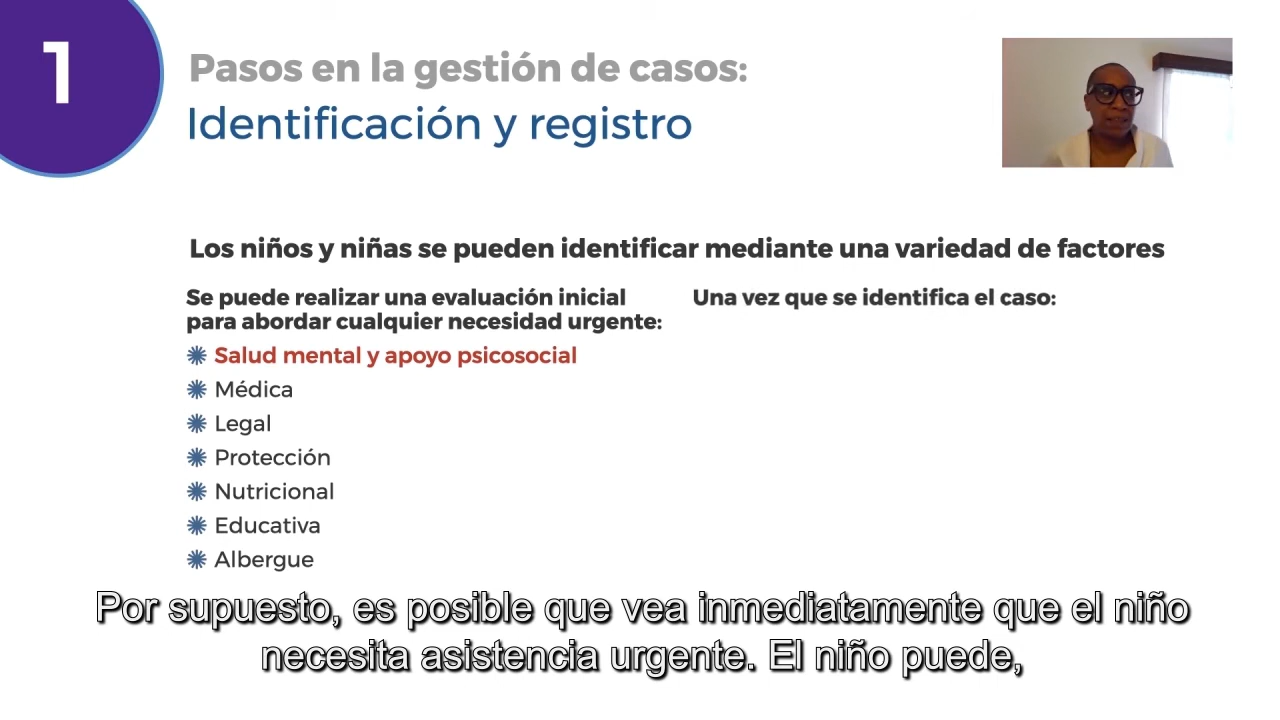 1
Pasos en la gestión de casos:
Identificación y registro
Los niños y niñas se pueden identificar mediante una variedad de factores
Se puede realizar una evaluación inicial
para abordar cualquier necesidad urgente:
Salud mental y apoyo psicosocial
Médica
Legal
Protección
Nutricional
Educativa
Albergue
Una vez que se identifica el caso:
Por supuesto, es posible que vea inmediatamente que el niño
necesita asistencia urgente. El niño puede,